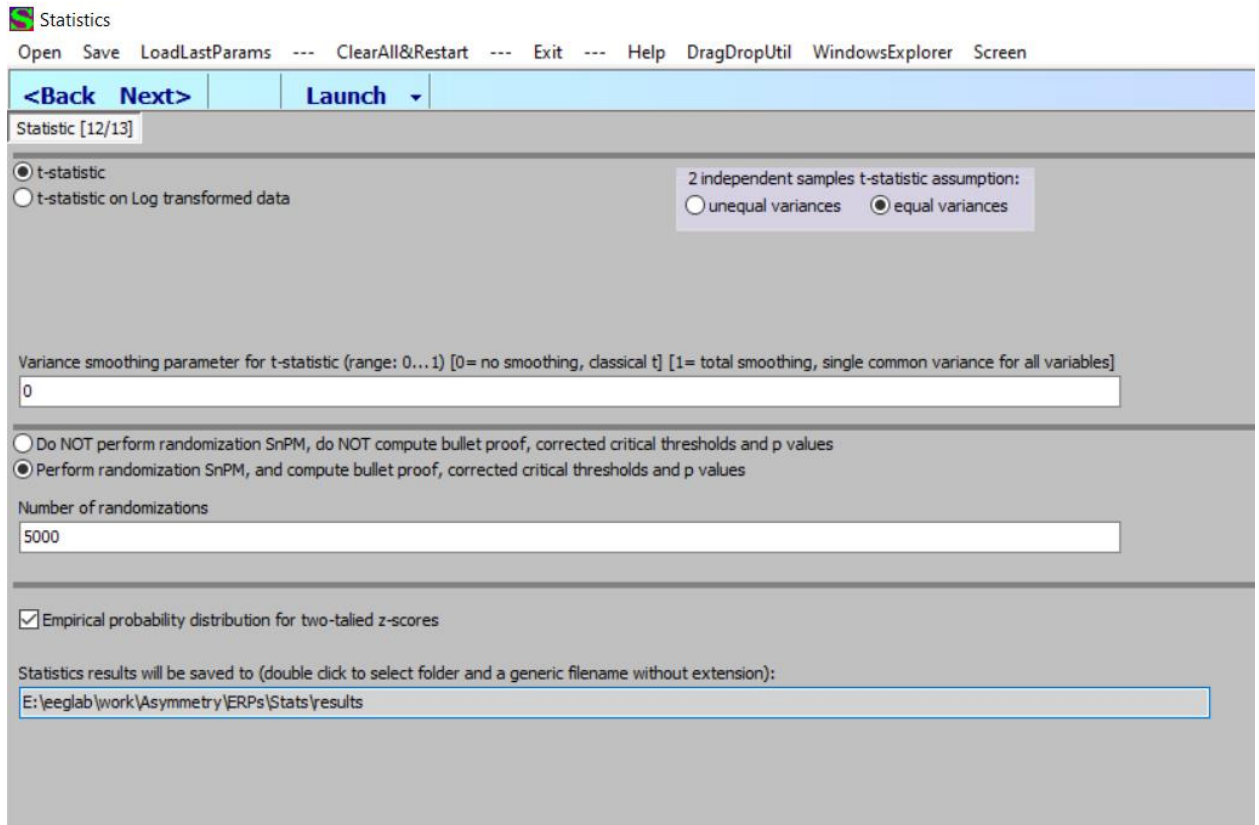 Statistics
Open Save LoadLastParams --- ClearAll&Restart --- Exit --- Help DragDropUtil WindowsExplorer Screen
<Back Next> Launch
Statistic [12/13]
t-statistic
t-statistic on Log transformed data
2 independent samples t-statistic assumption:
unequal variances equal variances
Variance smoothing parameter for t-statistic (range: 0...1) [0= no smoothing, classical t] [1= total smoothing, single common variance for all variables]
0
Do NOT perform randomization SnPM, do NOT compute bullet proof, corrected critical thresholds and p values
Perform randomization SnPM, and compute bullet proof, corrected critical thresholds and p values
Number of randomizations
5000
Empirical probability distribution for two-talied z-scores
Statistics results will be saved to (double click to select folder and a generic filename without extension):
E:\eeglab\work\Asymmetry\ERPs\Stats\results